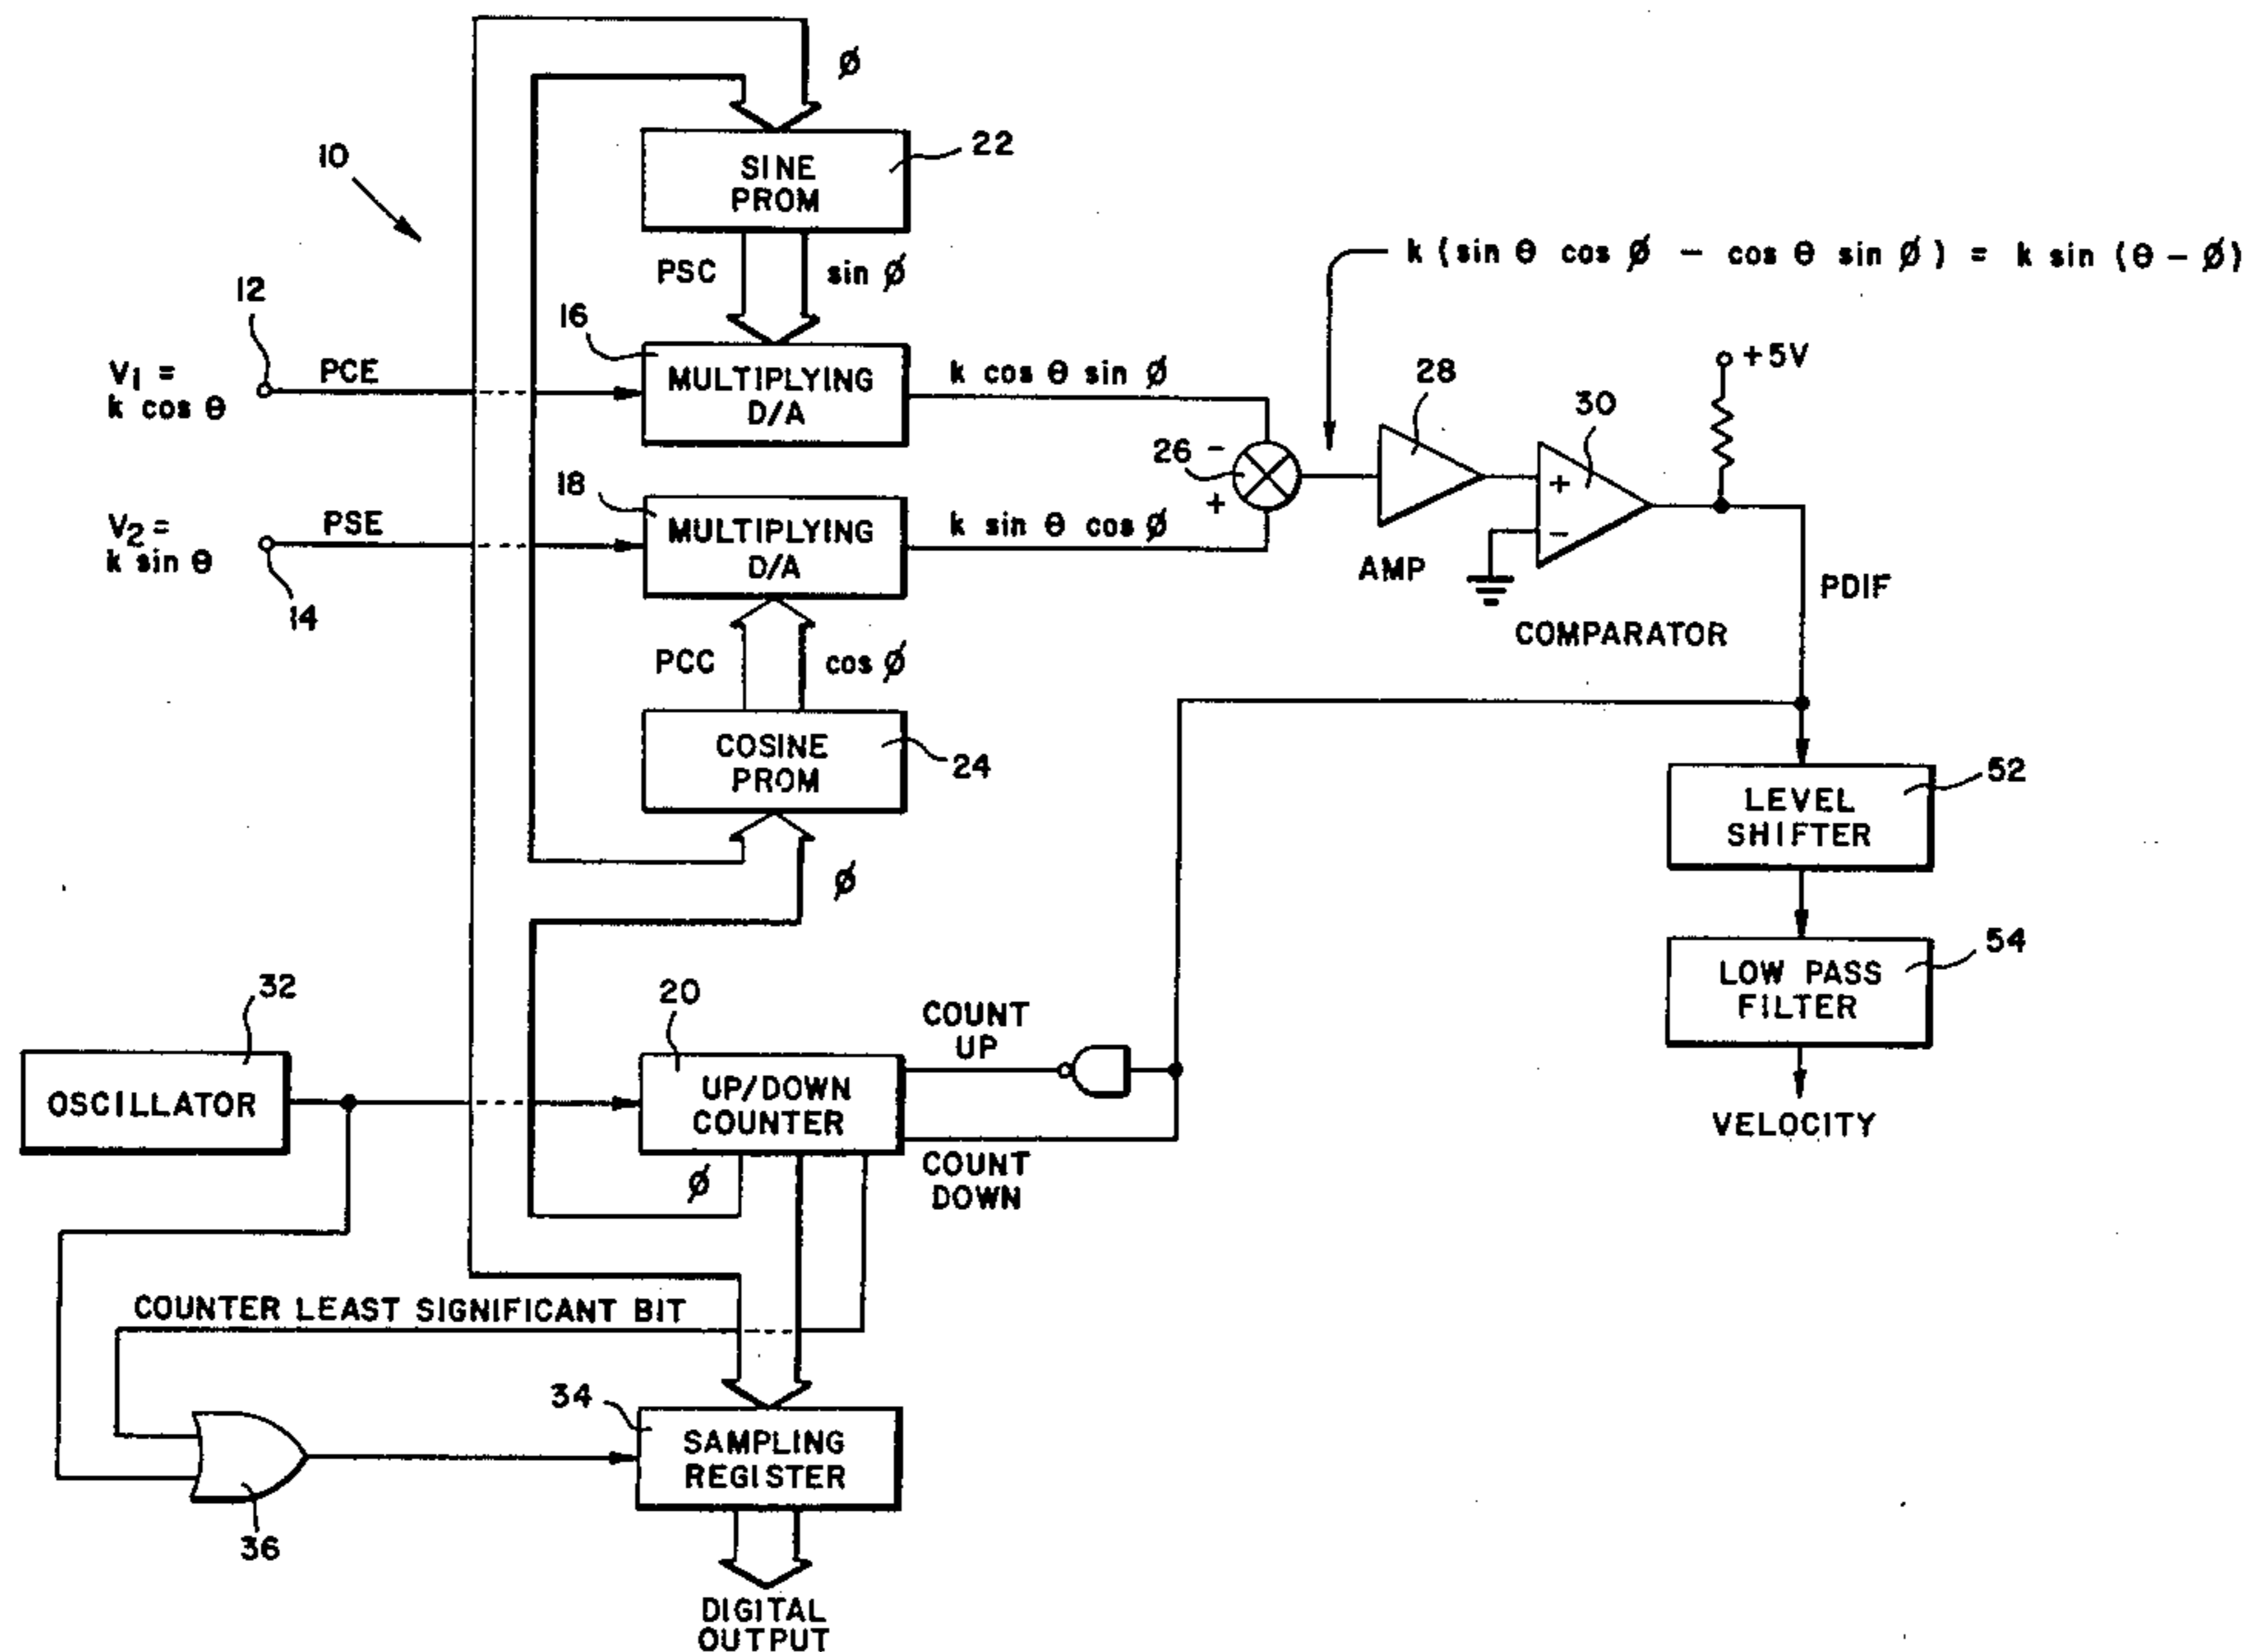 ø
10
SINE
PROM
22
PSC
sin ø
k (sin θ cos ø - cos θ sin ø) = k sin (θ - ø)
12
V1 =
k cos θ
PCE
16
MULTIPLYING
D/A
k cos θ sin ø
26
-
+
28
AMP
30
+
-
COMPARATOR
+5V
PDIF
V2 =
k sin θ
PSE
14
18
MULTIPLYING
D/A
k sin θ cos ø
PCC
cos ø
COSINE
PROM
24
ø
52
LEVEL
SHIFTER
54
LOW PASS
FILTER
VELOCITY
32
OSCILLATOR
20
UP/DOWN
COUNTER
COUNT
UP
COUNT
DOWN
ø
COUNTER LEAST SIGNIFICANT BIT
34
SAMPLING
REGISTER
36
DIGITAL
OUTPUT